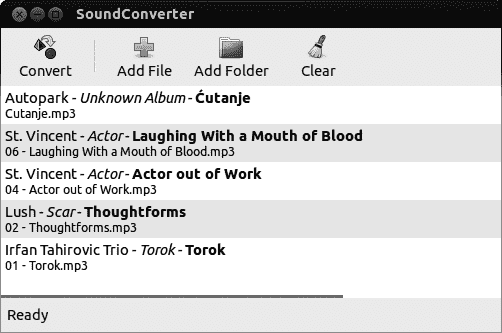 SoundConverter
Convert Add File Add Folder Clear
Autopark - Unknown Album - Ćutanje
Cutanje.mp3
St. Vincent - Actor - Laughing With a Mouth of Blood
06 - Laughing With a Mouth of Blood.mp3
St. Vincent - Actor - Actor out of Work
04 - Actor out of Work.mp3
Lush - Scar - Thoughtforms
02 - Thoughtforms.mp3
Irfan Tahirovic Trio - Torok - Torok
01 - Torok.mp3
Ready